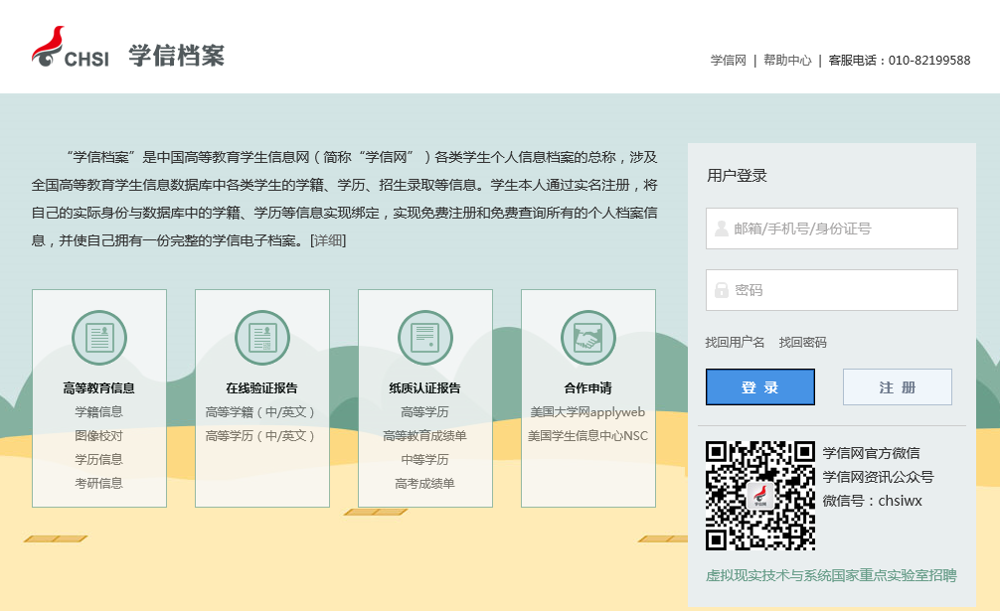 CHSI 学信档案
学信网 | 帮助中心 | 客服电话：010-82199588
“学信档案”是中国高等教育学生信息网（简称“学信网”）各类学生个人信息档案的总称，涉及
全国高等教育学生信息数据库中各类学生的学籍、学历、招生录取等信息。学生本人通过实名注册，将
自己的实际身份与数据库中的学籍、学历等信息实现绑定，实现免费注册和免费查询所有的个人档案信
息，并使自己拥有一份完整的学信电子档案。[详细]
高等教育信息
学籍信息
图像校对
学历信息
考研信息
在线验证报告
高等学籍（中/英文）
高等学历（中/英文）
纸质认证报告
高等学历
高等教育成绩单
中等学历
高考成绩单
合作申请
美国大学网applyweb
美国学生信息中心NSC
用户登录
邮箱/手机号/身份证号
密码
找回用户名 找回密码
登 录 注 册
学信网
学信网官方微信
学信网资讯公众号
微信号：chsiwx
虚拟现实技术与系统国家重点实验室招聘